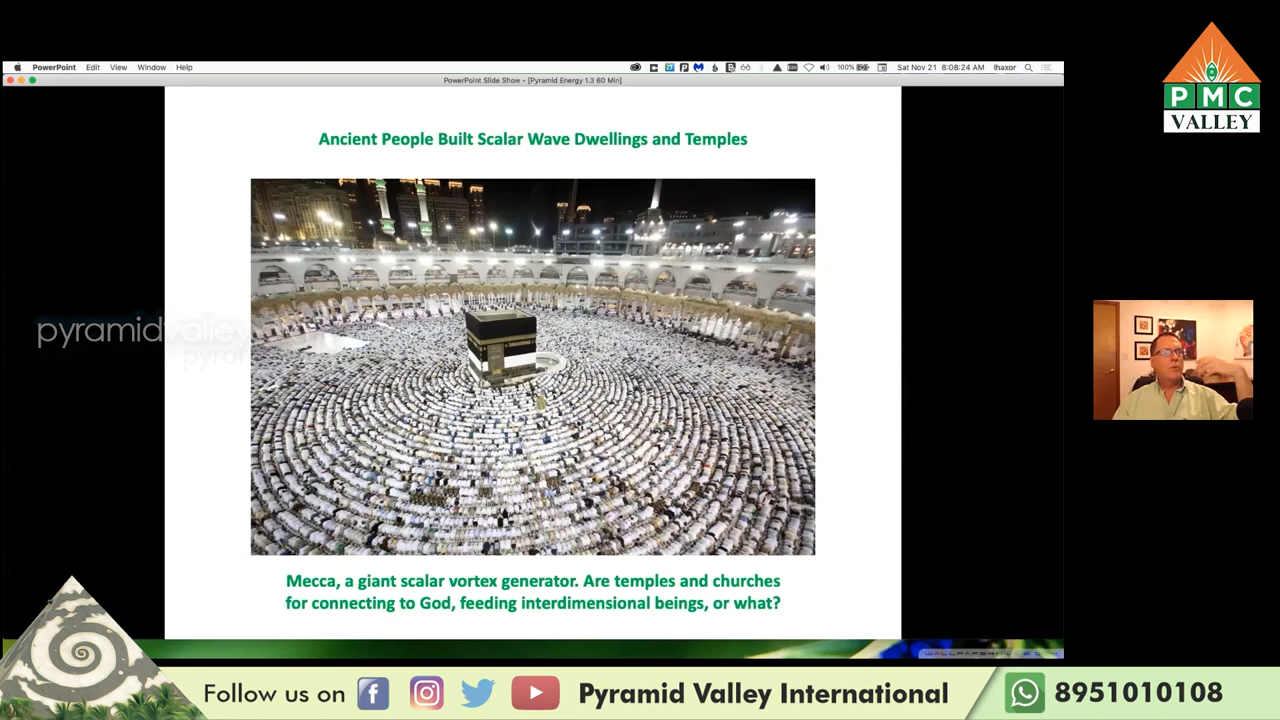 PowerPoint Edit View Window Help
100% Sat Nov 21 8:08:24 AM lhaxor
PowerPoint Slide Show - [Pyramid Energy 1.3 60 Min]
PMC
VALLEY
Ancient People Built Scalar Wave Dwellings and Temples
pyramidvalley
pyram
Mecca, a giant scalar vortex generator. Are temples and churches
for connecting to God, feeding interdimensional beings, or what?
Follow us on Pyramid Valley International 8951010108